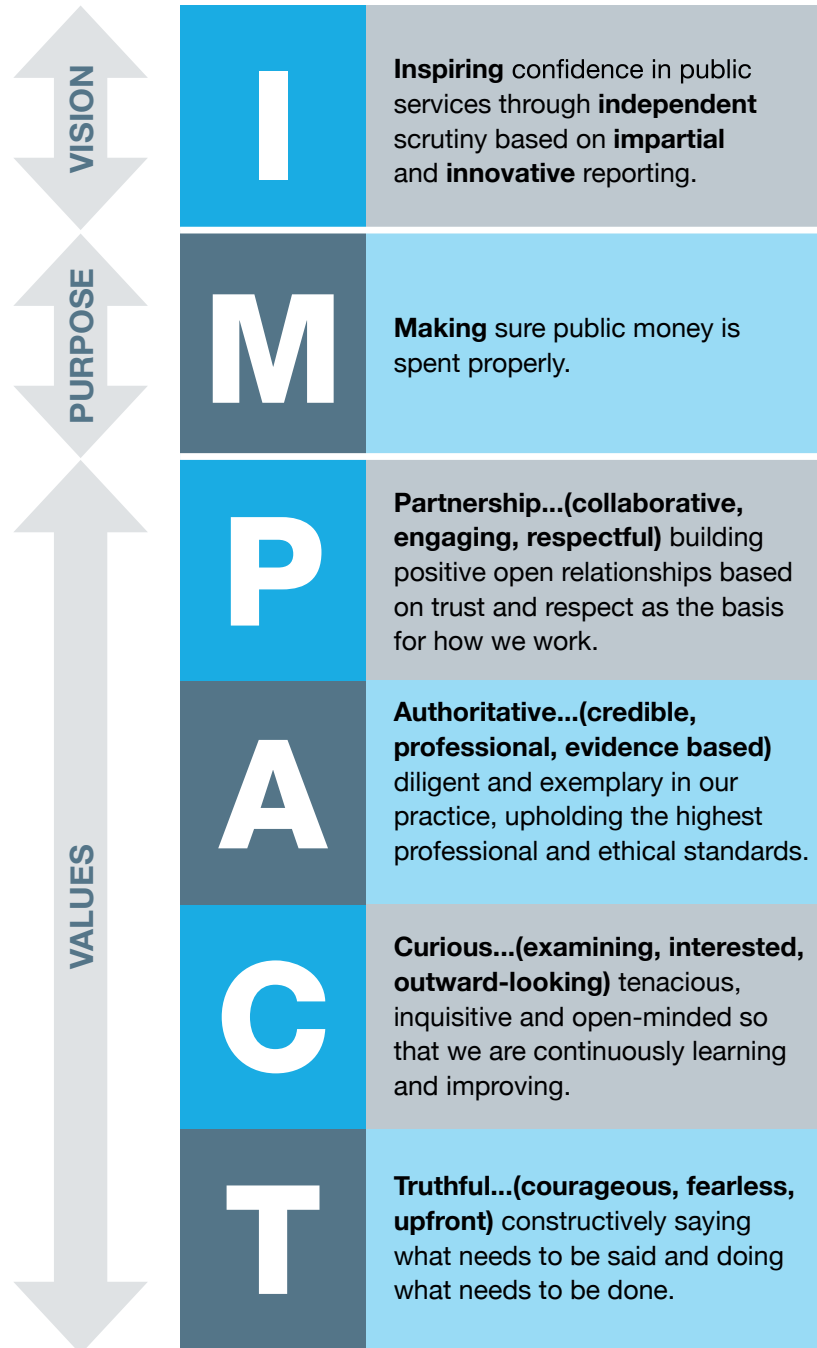 VISION
I
Inspiring confidence in public
services through independent
scrutiny based on impartial
and innovative reporting.
PURPOSE
M
Making sure public money is
spent properly.
VALUES
P
Partnership...(collaborative,
engaging, respectful) building
positive open relationships based
on trust and respect as the basis
for how we work.
A
Authoritative...(credible,
professional, evidence based)
diligent and exemplary in our
practice, upholding the highest
professional and ethical standards.
C
Curious...(examining, interested,
outward-looking) tenacious,
inquisitive and open-minded so
that we are continuously learning
and improving.
T
Truthful...(courageous, fearless,
upfront) constructively saying
what needs to be said and doing
what needs to be done.